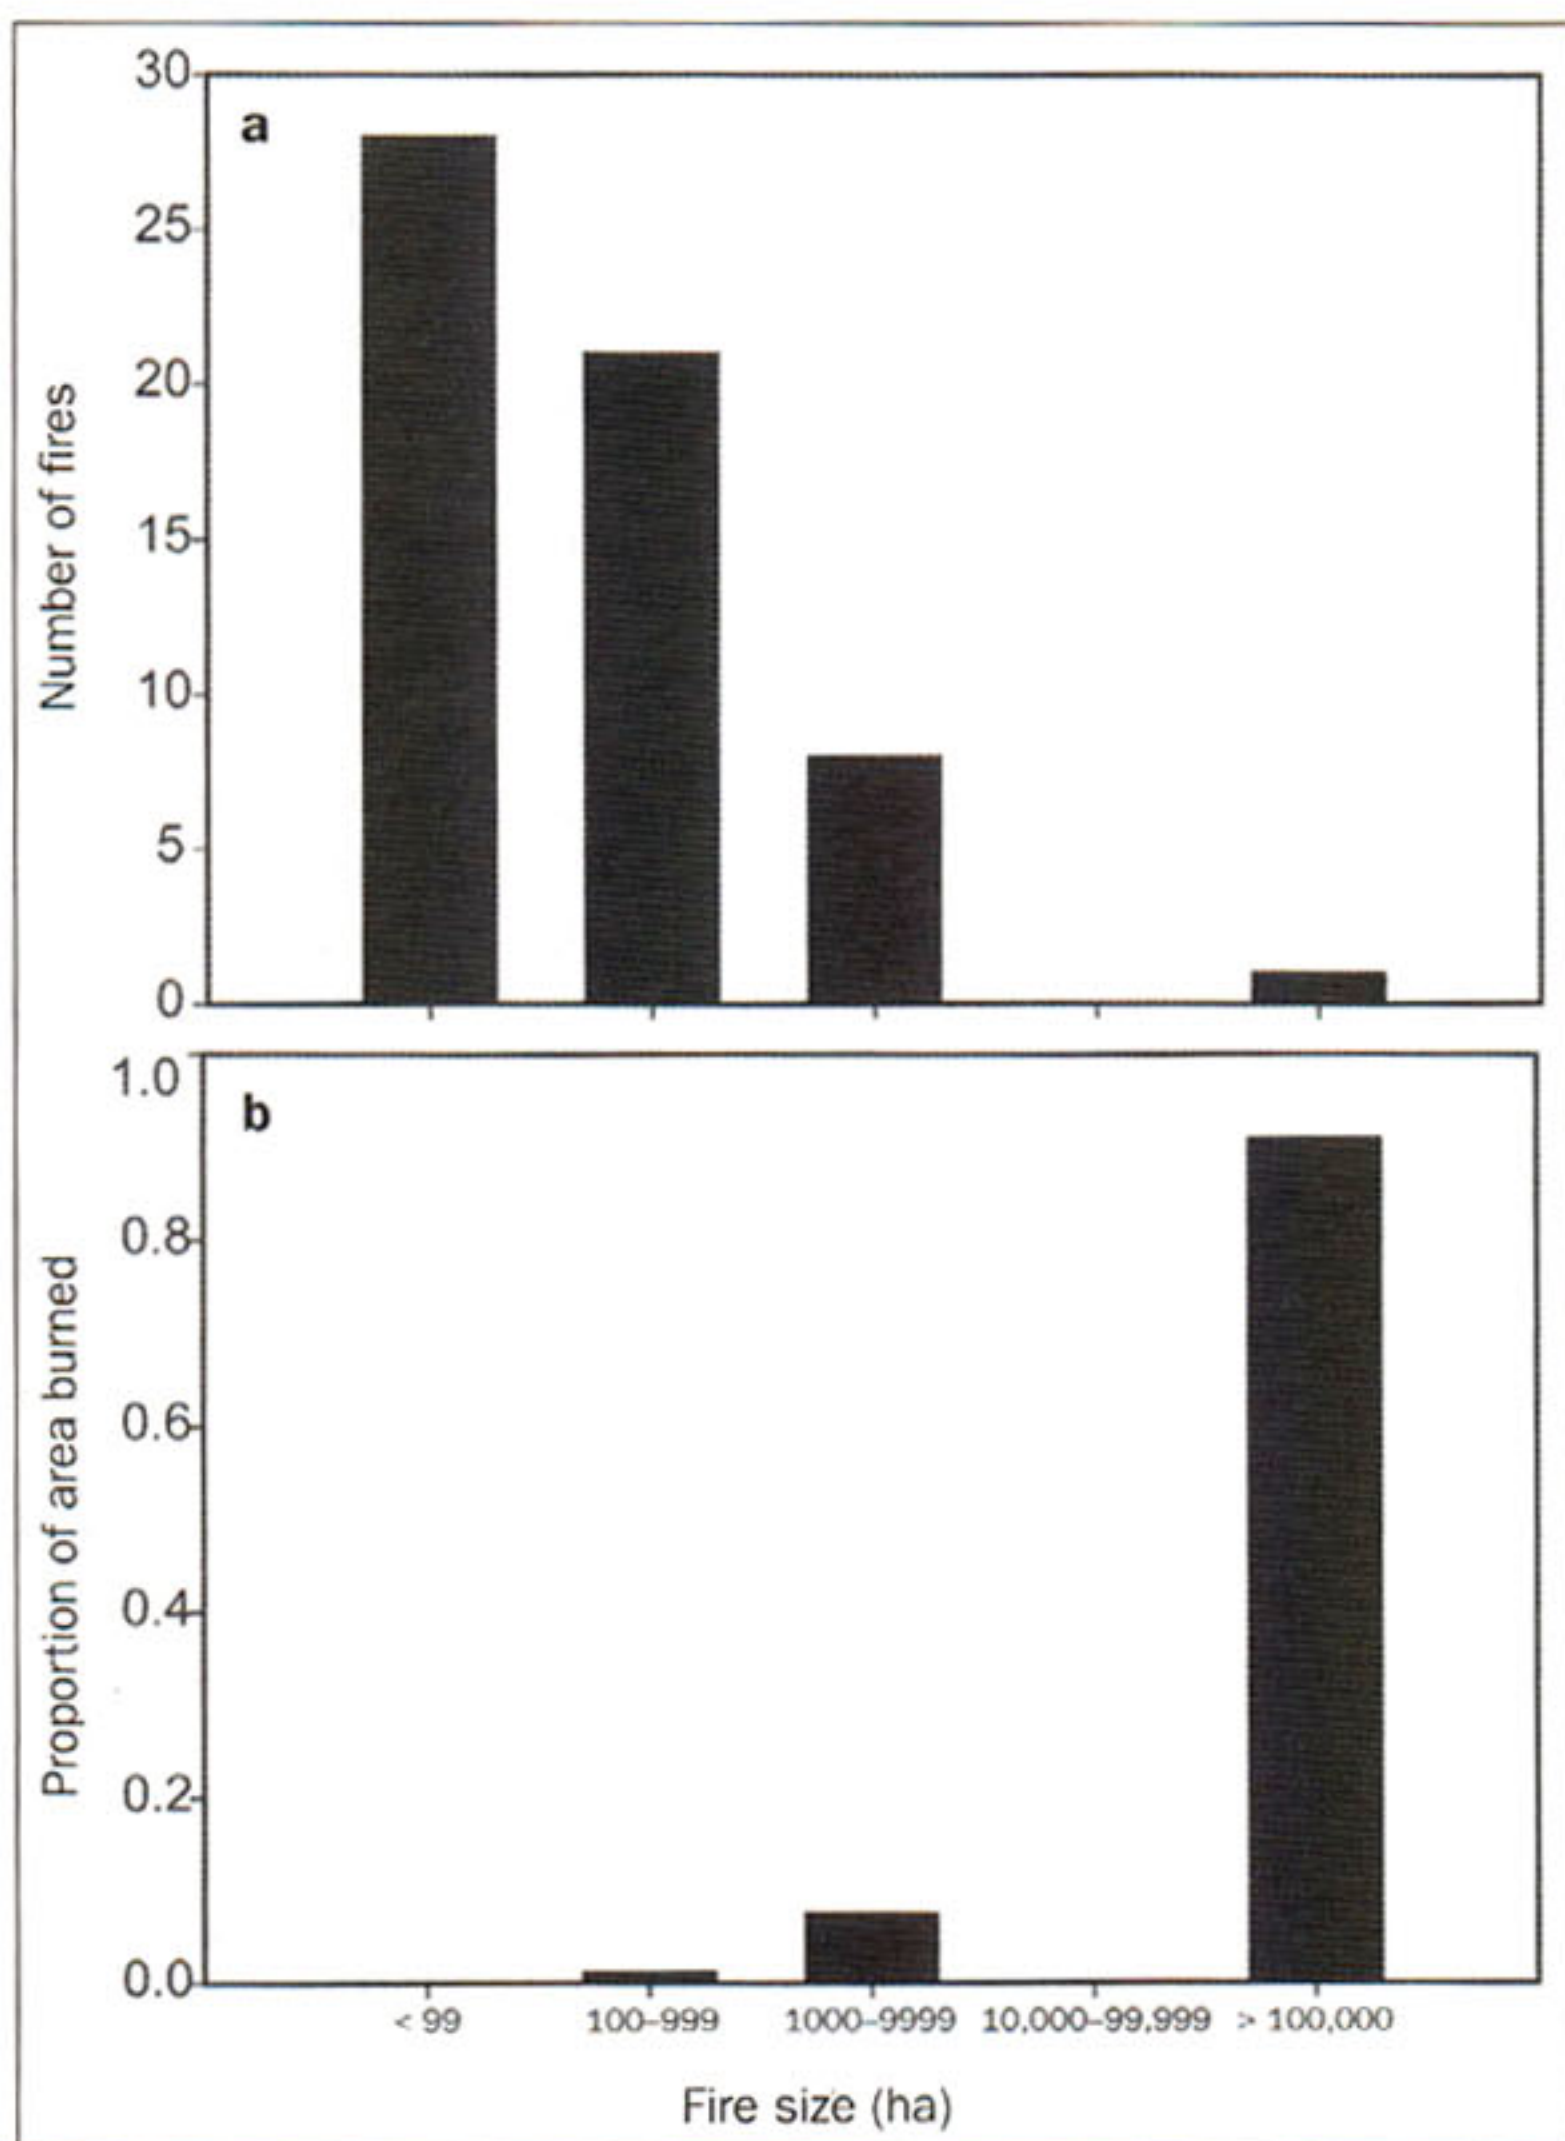 a
Number of fires
30
25
20
15
10
5
0
b
Proportion of area burned
1.0
0.8
0.6
0.4
0.2
0.0
< 99 100–999 1000–9999 10,000–99,999 > 100,000
Fire size (ha)